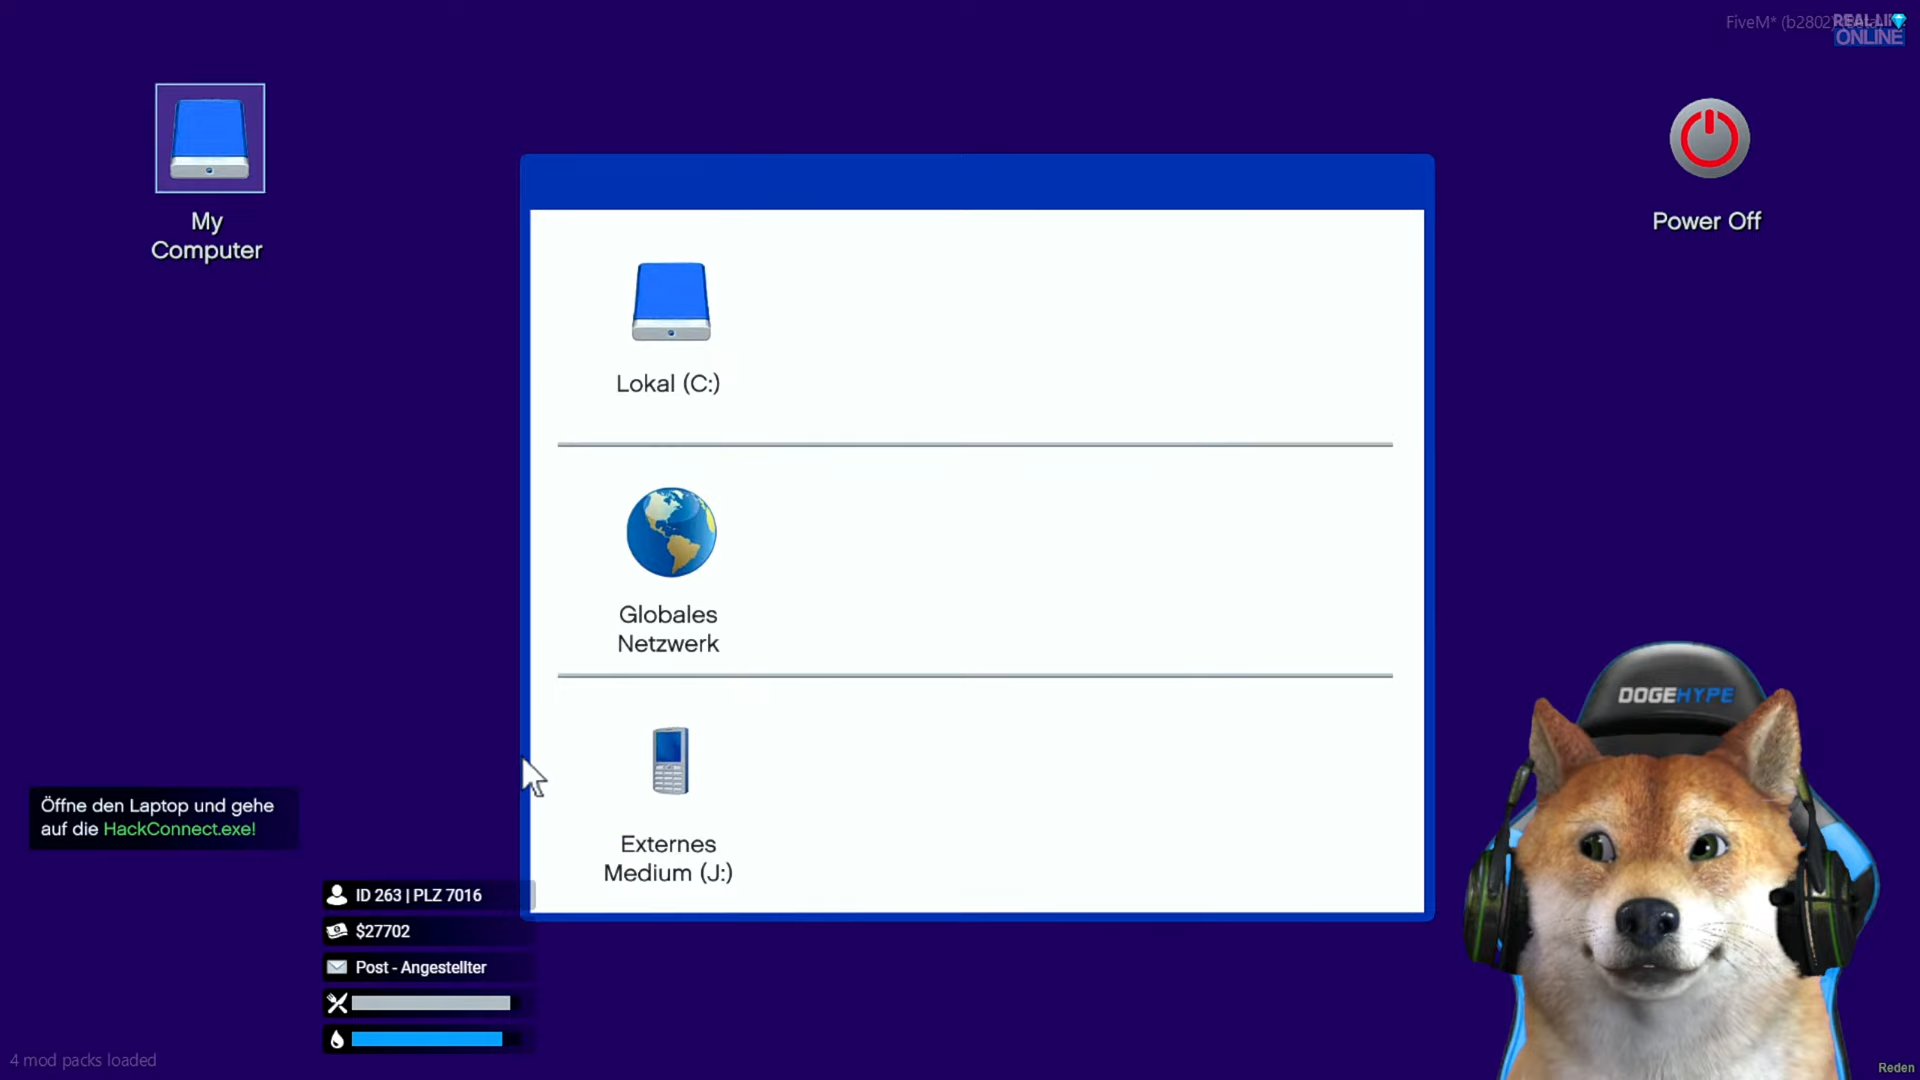 FiveM* (b2802)
REAL LIFE
ONLINE
My
Computer
Power Off
Lokal (C:)
Globales
Netzwerk
Externes
Medium (J:)
DOGEHYPE
Öffne den Laptop und gehe
auf die HackConnect.exe!
ID 263 | PLZ 7016
$27702
Post - Angestellter
4 mod packs loaded
Reden